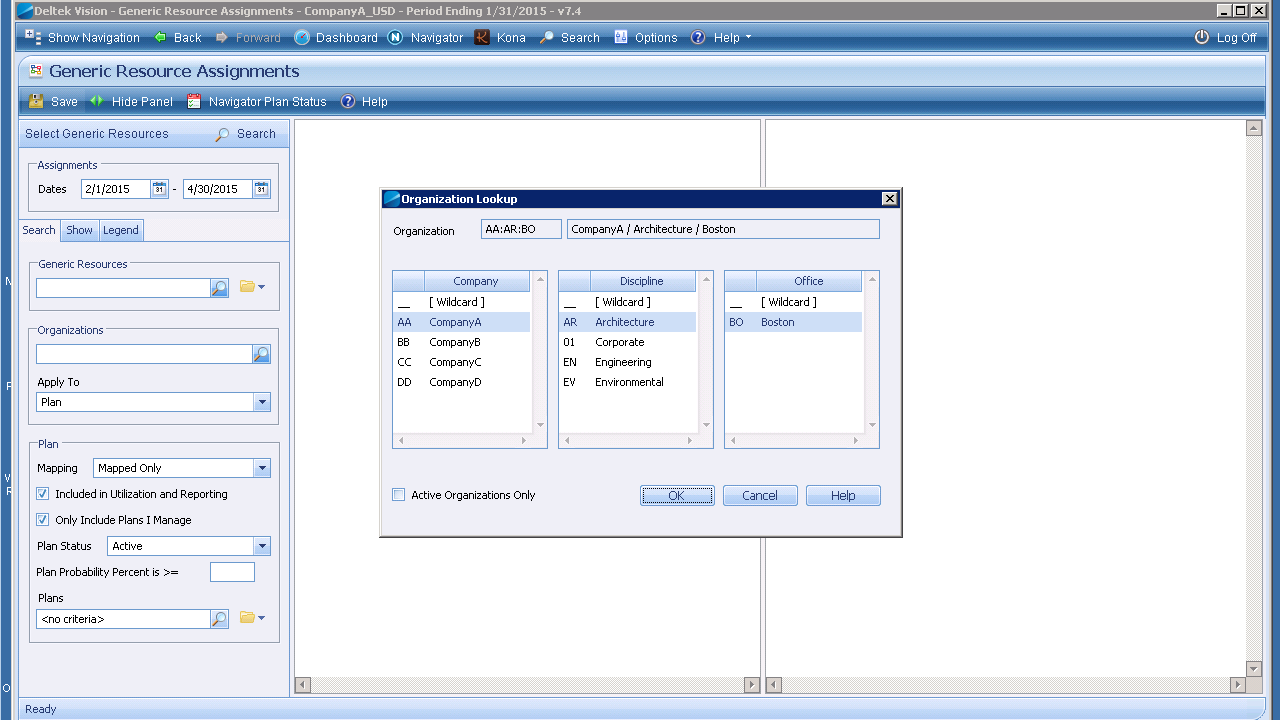 Deltek Vision - Generic Resource Assignments - CompanyA_USD - Period Ending 1/31/2015 - v7.4
Show Navigation Back Forward Dashboard Navigator Kona Search Options Help Log Off
Generic Resource Assignments
Save Hide Panel Navigator Plan Status Help
Select Generic Resources Search
Assignments
Dates 2/1/2015 31 - 4/30/2015 31
Search Show Legend
Generic Resources
Organizations
Apply To
Plan
Plan
Mapping Mapped Only
Included in Utilization and Reporting
Only Include Plans I Manage
Plan Status Active
Plan Probability Percent is >=
Plans
<no criteria>
Organization Lookup
Organization AA:AR:BO CompanyA / Architecture / Boston
Company Discipline Office
__ [ Wildcard ] __ [ Wildcard ] __ [ Wildcard ]
AA CompanyA AR Architecture BO Boston
BB CompanyB 01 Corporate
CC CompanyC EN Engineering
DD CompanyD EV Environmental
Active Organizations Only OK Cancel Help
Ready